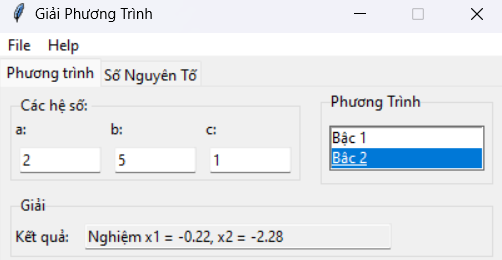 Giải Phương Trình
File Help
Phương trình Số Nguyên Tố
Các hệ số:
a: b: c:
2 5 1
Phương Trình
Bậc 1
Bậc 2
Giải
Kết quả: Nghiệm x1 = -0.22, x2 = -2.28